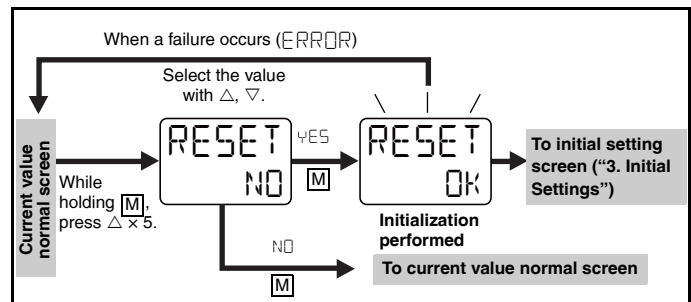 When a failure occurs (ERROR)
Select the value
with △, ▽.
Current value
normal screen
While
holding M,
press △ × 5.
RESET
NO
YES
M
RESET
OK
Initialization
performed
To initial setting
screen (“3. Initial
Settings”)
NO
M
To current value normal screen